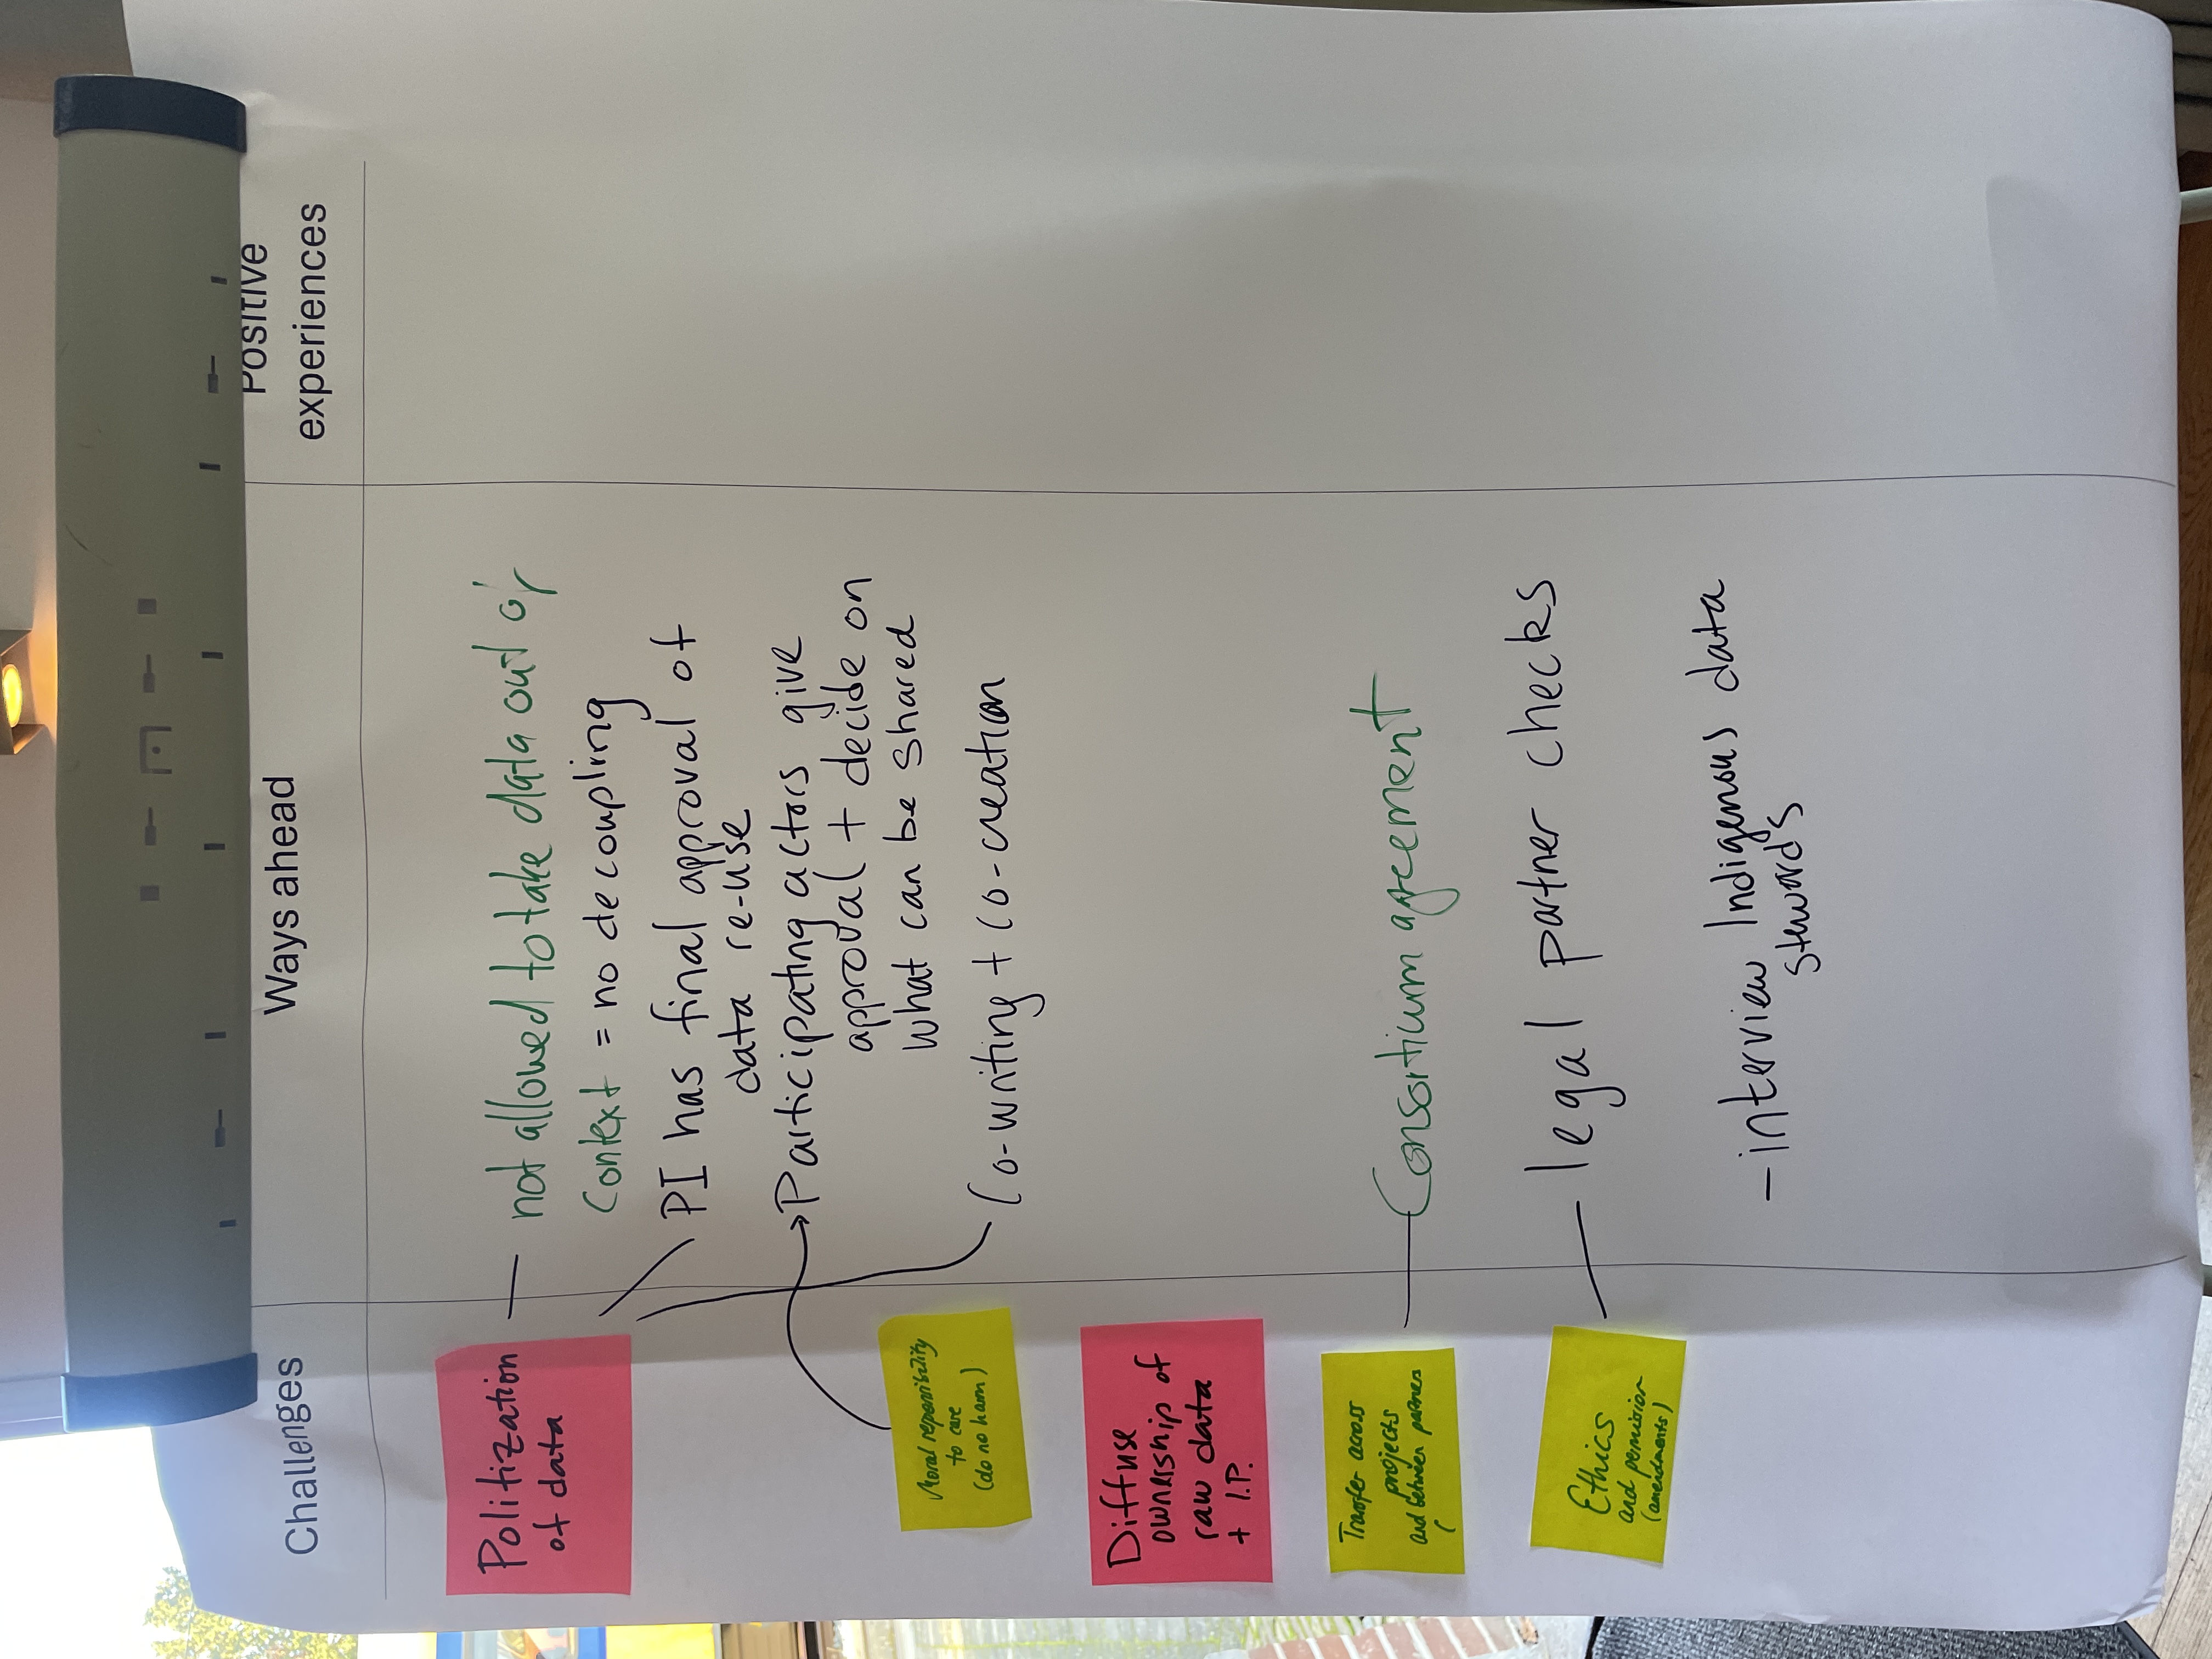 Challenges
Ways ahead
Positive
experiences
Politization
of data
not allowed to take data out of
Context = no decoupling
PI has final approval of
data re-use
Participating actors give
approval + decide on
what can be shared
Moral responsibility
to care
(do no harm)
Co-writing + co-creation
Diffuse
ownership of
raw data
+ I.P.
Transfer across
projects
and between partners
(
Consortium agreement
Ethics
and permission
(amendments)
legal partner checks
- interview Indigenous data
stewards